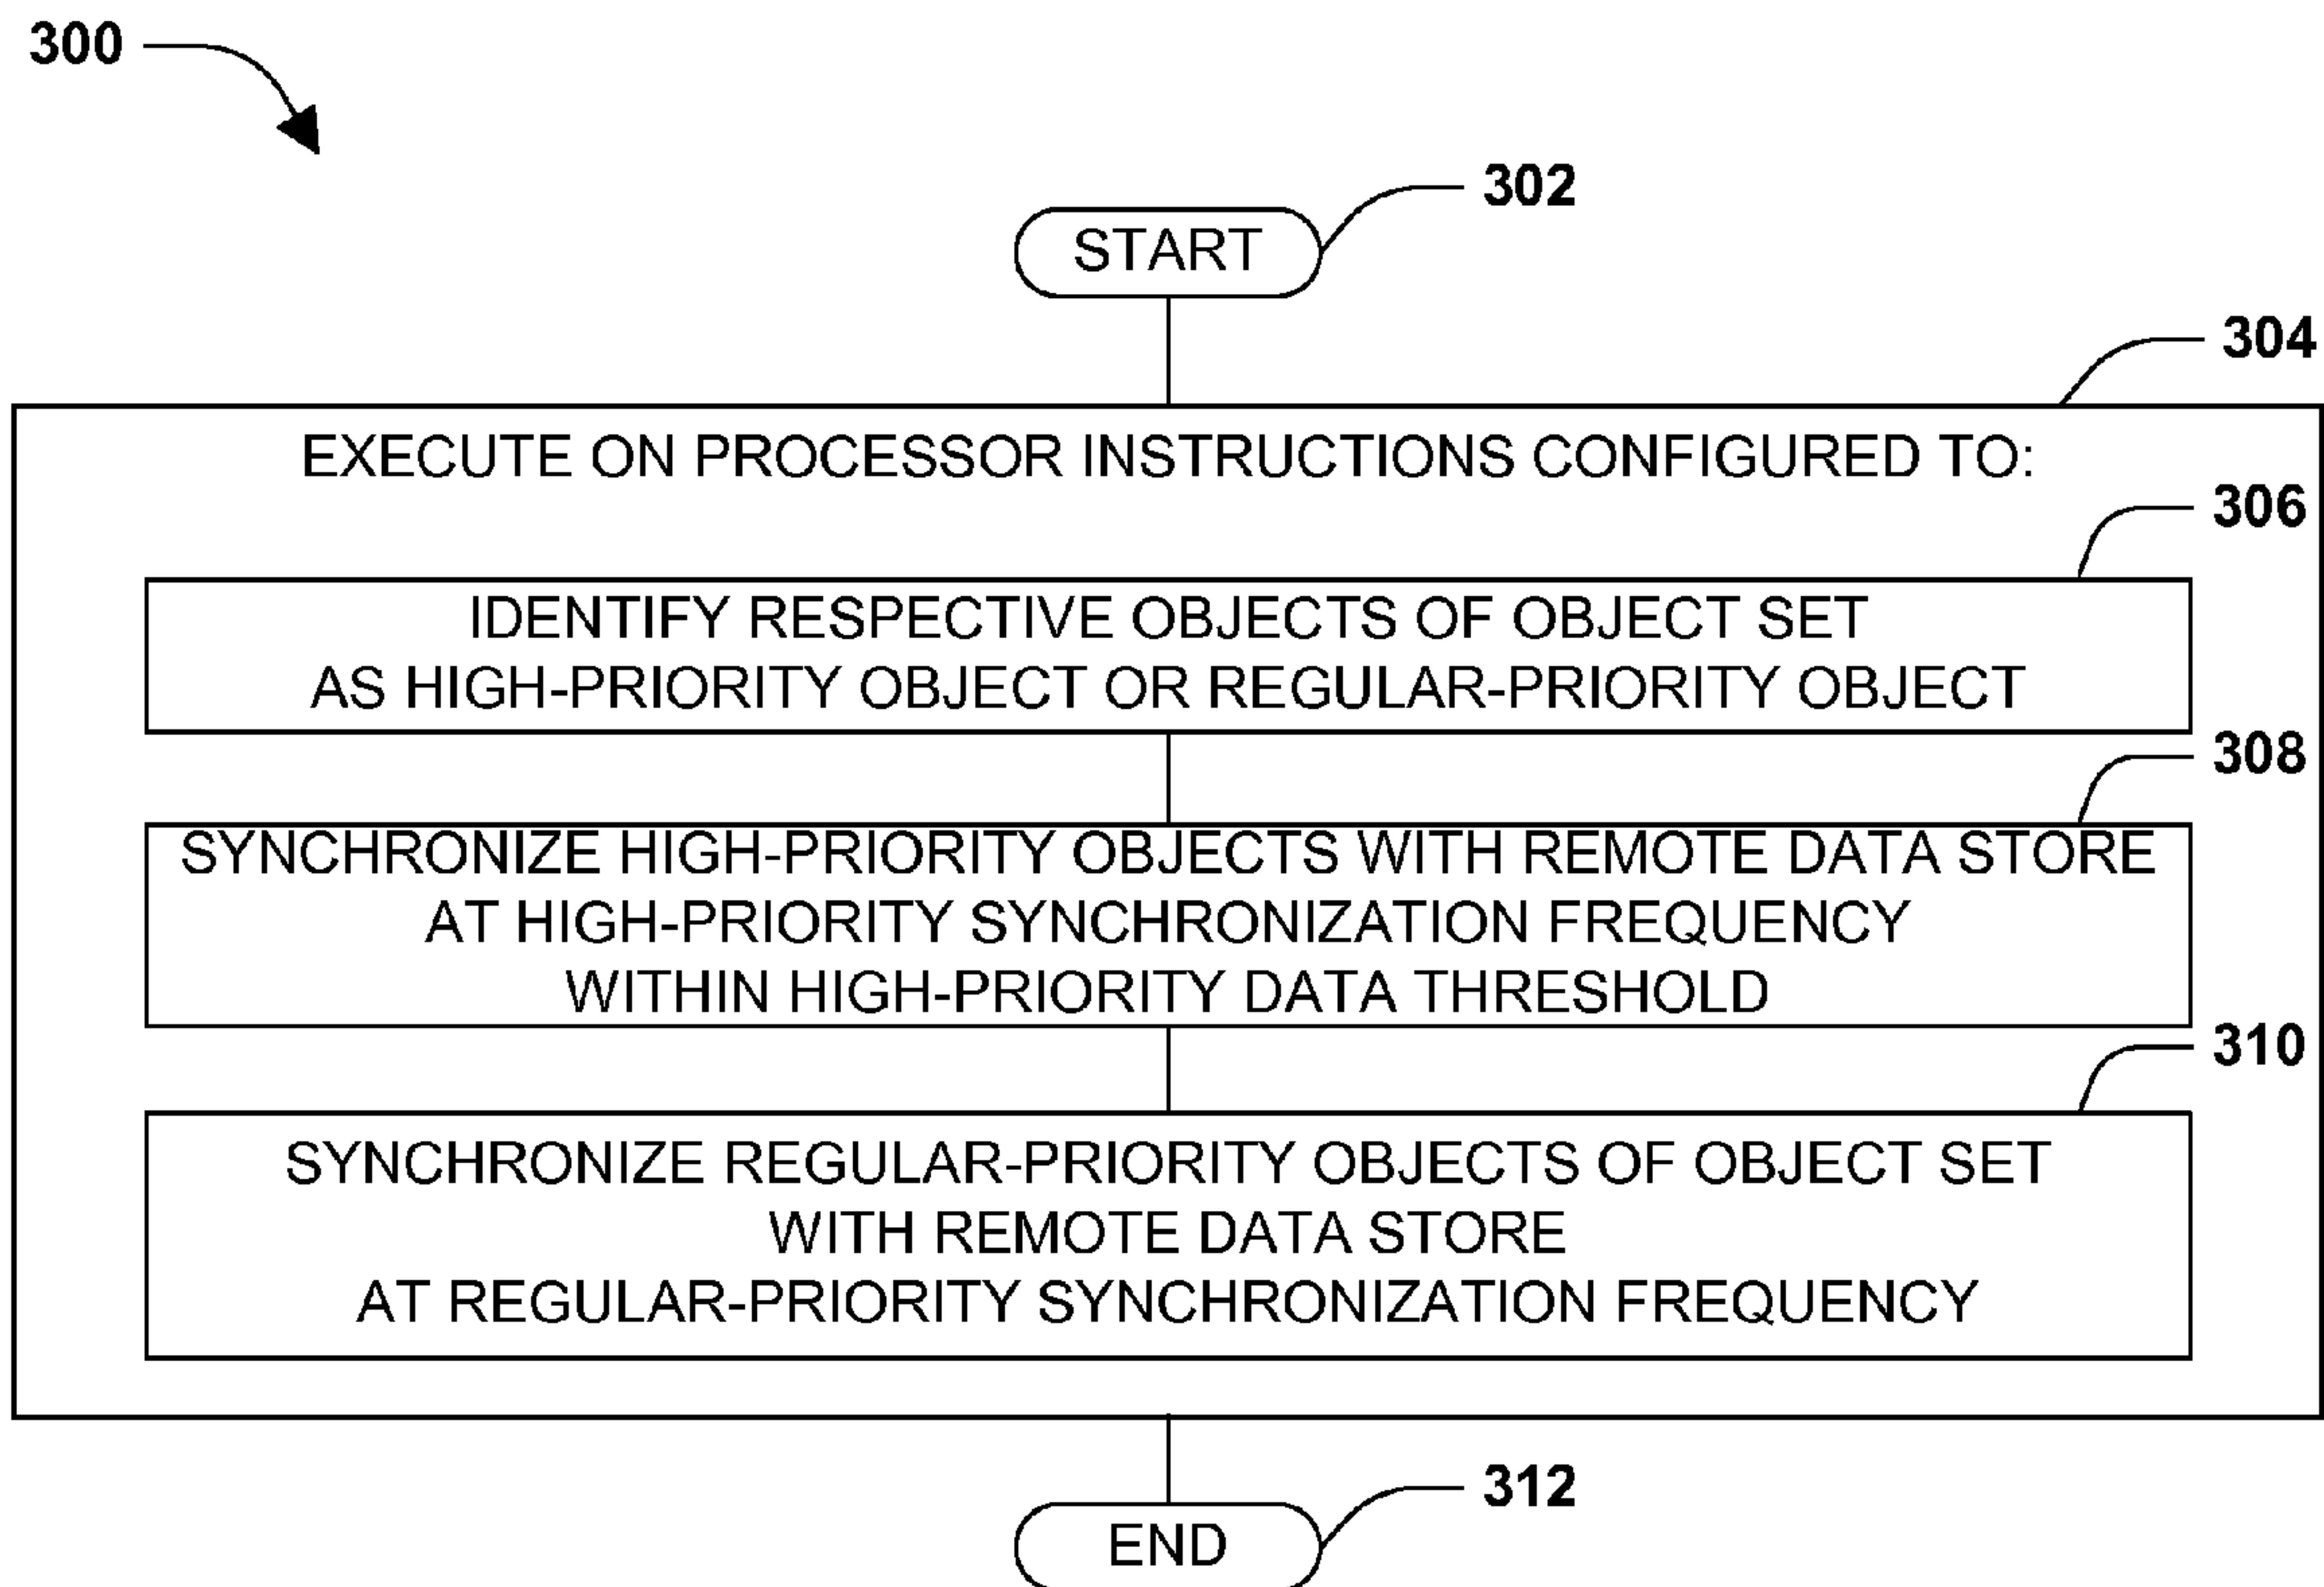 300
302
START
304
EXECUTE ON PROCESSOR INSTRUCTIONS CONFIGURED TO:
306
IDENTIFY RESPECTIVE OBJECTS OF OBJECT SET
AS HIGH-PRIORITY OBJECT OR REGULAR-PRIORITY OBJECT
308
SYNCHRONIZE HIGH-PRIORITY OBJECTS WITH REMOTE DATA STORE
AT HIGH-PRIORITY SYNCHRONIZATION FREQUENCY
WITHIN HIGH-PRIORITY DATA THRESHOLD
310
SYNCHRONIZE REGULAR-PRIORITY OBJECTS OF OBJECT SET
WITH REMOTE DATA STORE
AT REGULAR-PRIORITY SYNCHRONIZATION FREQUENCY
312
END